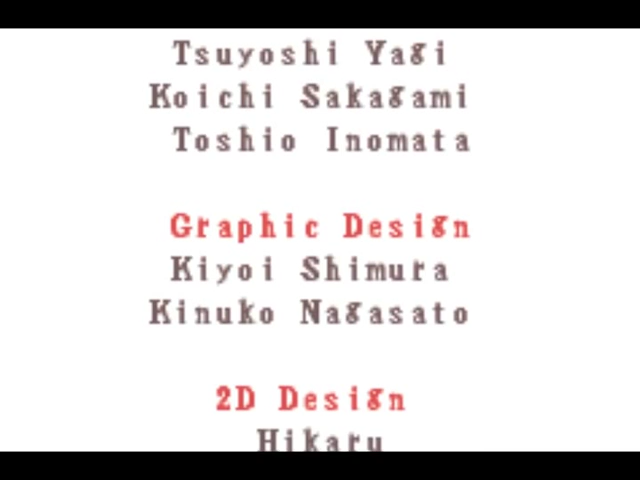 Tsuyoshi Yagi
Koichi Sakagami
Toshio Inomata
Graphic Design
Kiyoi Shimura
Kinuko Nagasato
2D Design
Hikaru